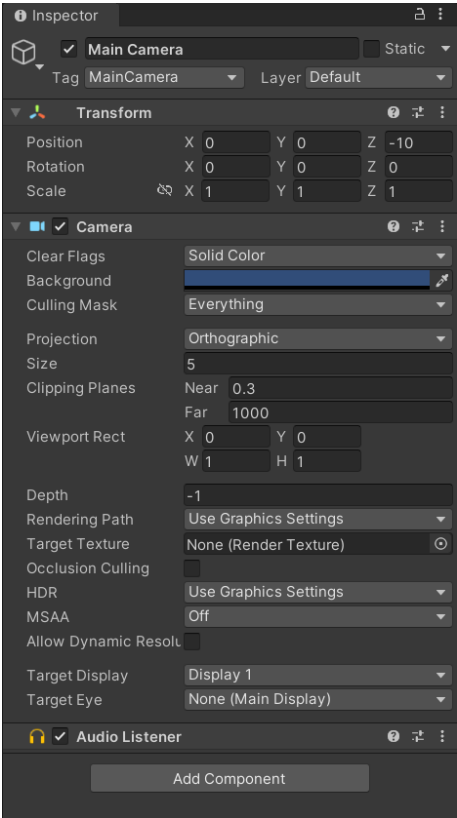 Inspector
Main Camera Static
Tag MainCamera Layer Default
Transform
Position X 0 Y 0 Z -10
Rotation X 0 Y 0 Z 0
Scale X 1 Y 1 Z 1
Camera
Clear Flags Solid Color
Background
Culling Mask Everything
Projection Orthographic
Size 5
Clipping Planes Near 0.3
Far 1000
Viewport Rect X 0 Y 0
W 1 H 1
Depth -1
Rendering Path Use Graphics Settings
Target Texture None (Render Texture)
Occlusion Culling
HDR Use Graphics Settings
MSAA Off
Allow Dynamic Resolu
Target Display Display 1
Target Eye None (Main Display)
Audio Listener
Add Component